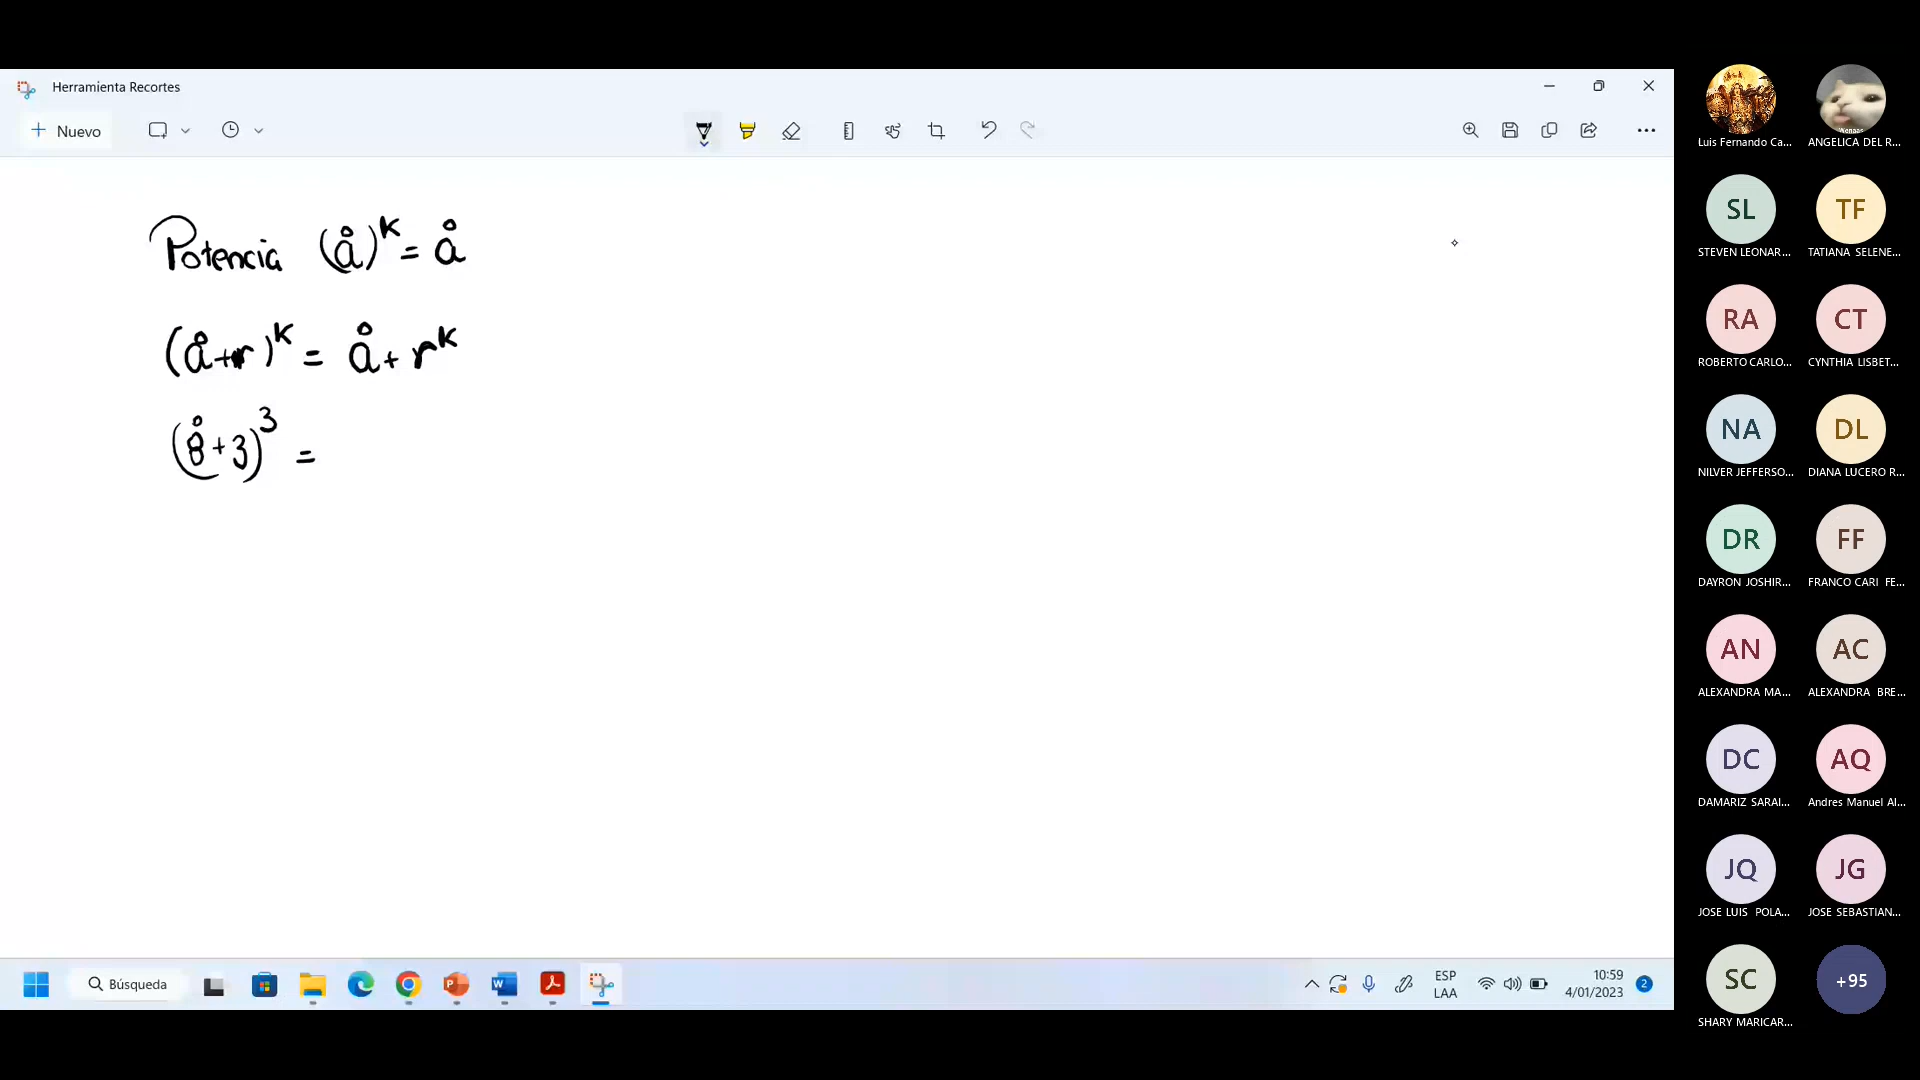 Herramienta Recortes
Nuevo
Potencia (å)ᵏ = å
(å+r)ᵏ = å + rᵏ
(8̊+3)³ =
Luis Fernando Ca...
Wenaas
ANGELICA DEL R...
SL
STEVEN LEONAR...
TF
TATIANA SELENE...
RA
ROBERTO CARLO...
CT
CYNTHIA LISBET...
NA
NILVER JEFFERSO...
DL
DIANA LUCERO R...
DR
DAYRON JOSHIR...
FF
FRANCO CARI FE...
AN
ALEXANDRA MA...
AC
ALEXANDRA BRE...
DC
DAMARIZ SARAI...
AQ
Andres Manuel Al...
JQ
JOSE LUIS POLA...
JG
JOSE SEBASTIAN...
SC
SHARY MARICAR...
+95
Búsqueda
ESP
LAA
10:59
4/01/2023
2